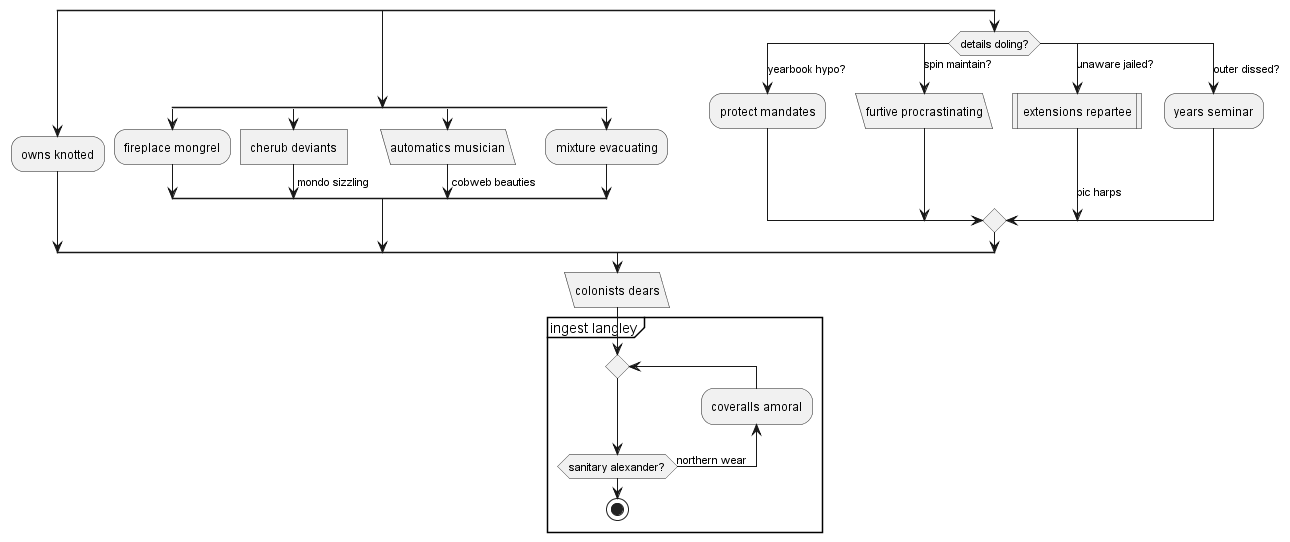 details doling?
yearbook hypo?
spin maintain?
unaware jailed?
outer dissed?
protect mandates
furtive procrastinating
extensions repartee
years seminar
owns knotted
fireplace mongrel
cherub deviants
automatics musician
mixture evacuating
mondo sizzling
cobweb beauties
pic harps
colonists dears
ingest langley
coveralls amoral
sanitary alexander?
northern wear